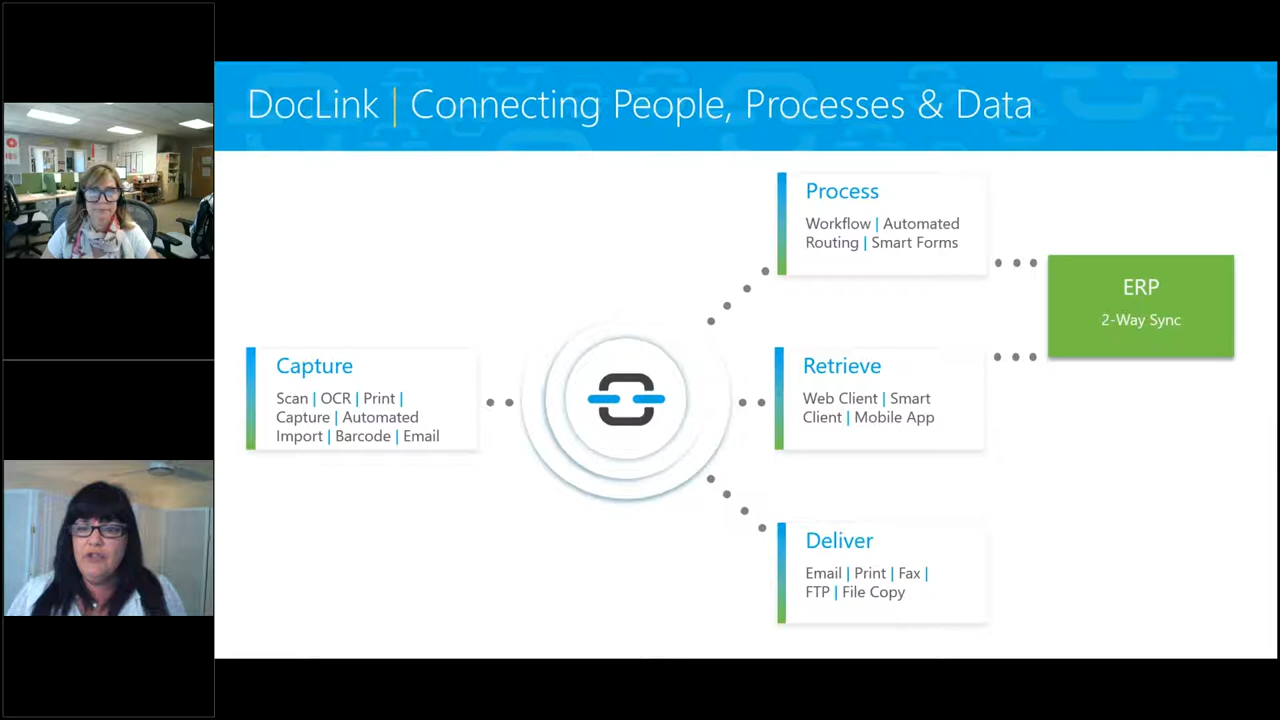 DocLink | Connecting People, Processes & Data
Process
Workflow | Automated
Routing | Smart Forms
ERP
2-Way Sync
Capture
Scan | OCR | Print |
Capture | Automated
Import | Barcode | Email
Retrieve
Web Client | Smart
Client | Mobile App
Deliver
Email | Print | Fax |
FTP | File Copy